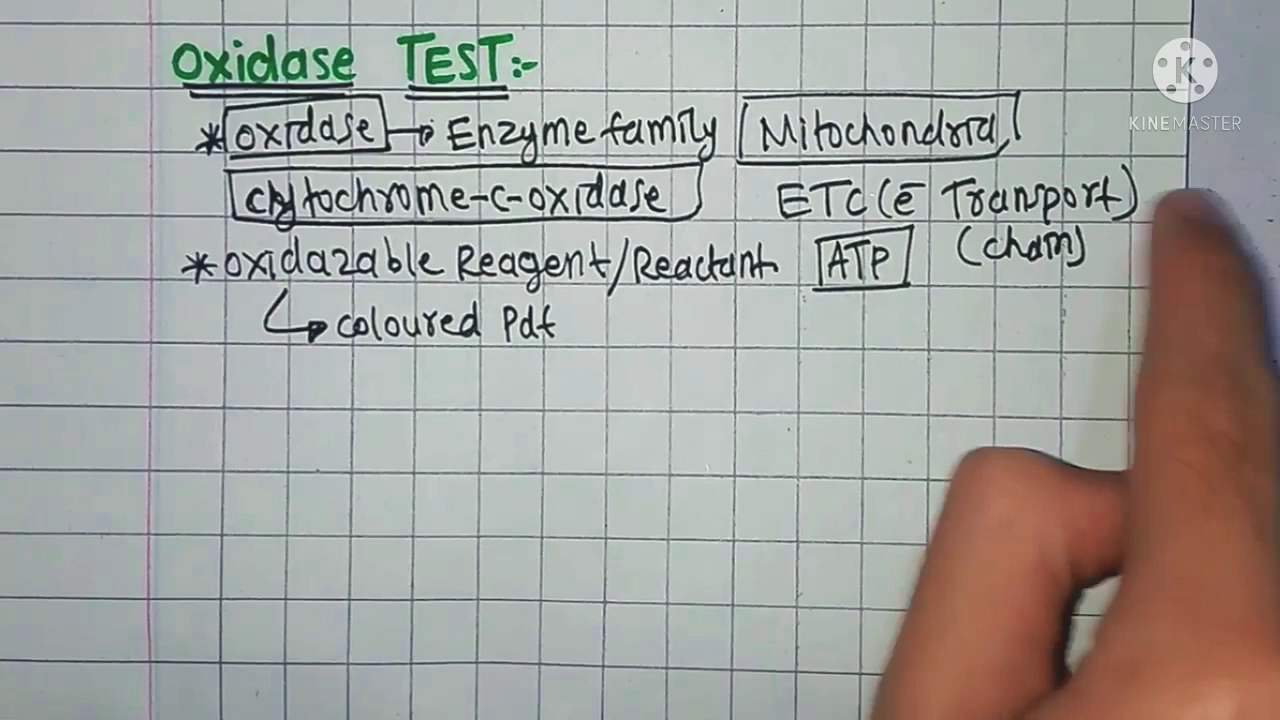 Oxidase TEST:-
* oxidase → Enzyme family Mitochondria
Cytochrome-c-oxidase ETC (ē Transport)
(chain)
* oxidazable Reagent/Reactant ATP
↳ coloured Pdt
KINEMASTER